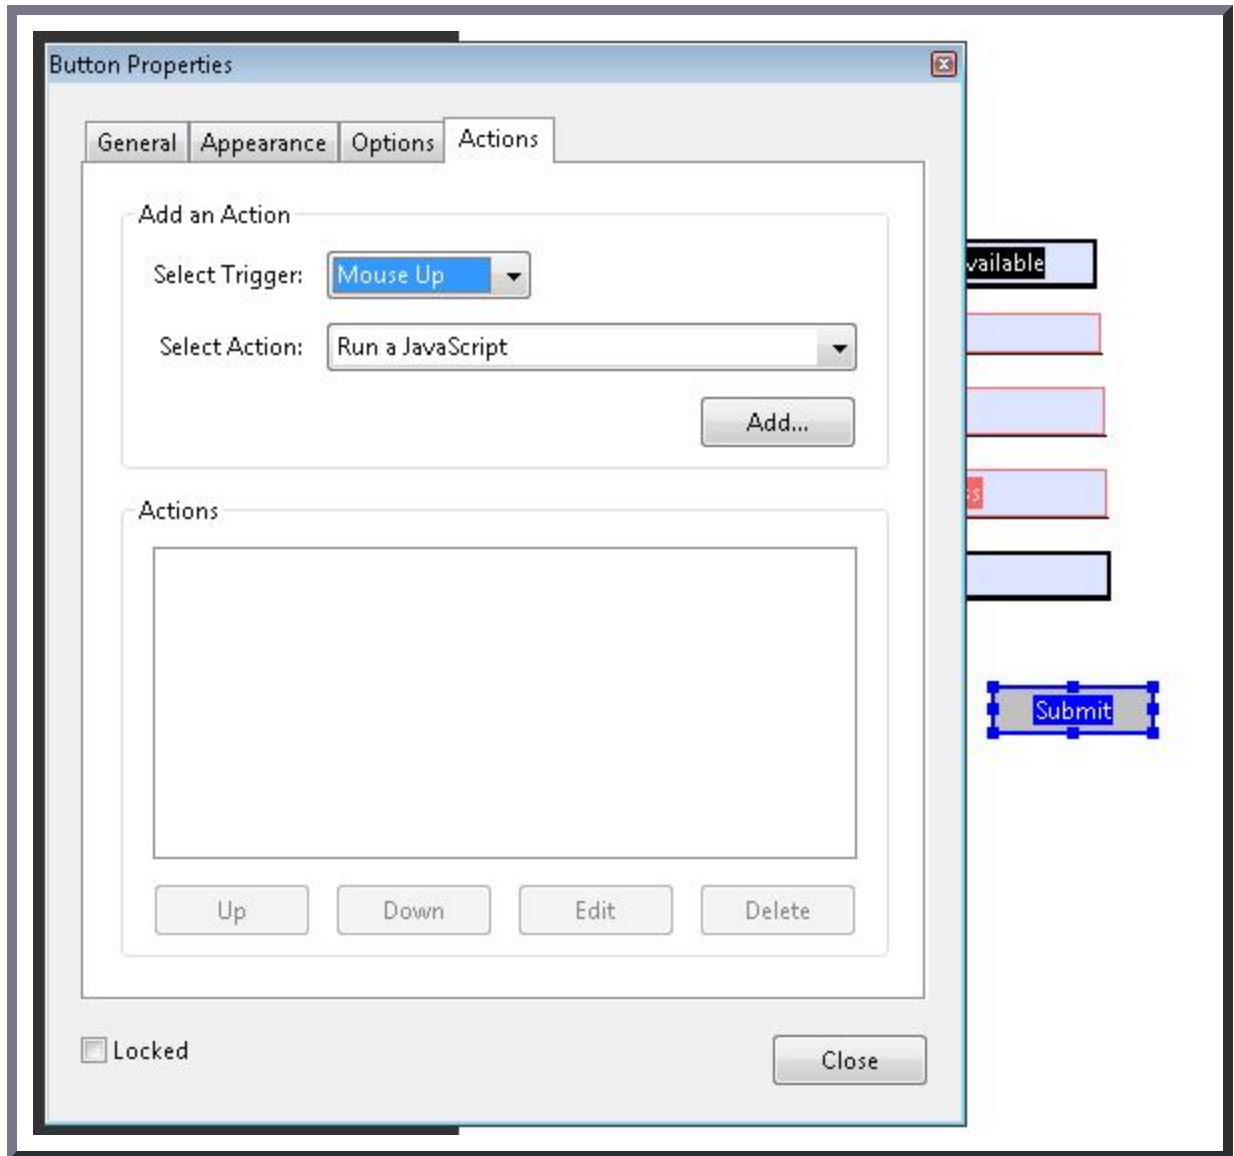 Button Properties
General Appearance Options Actions
Add an Action
Select Trigger: Mouse Up
Select Action: Run a JavaScript
Add...
Actions
Up Down Edit Delete
Locked
Close
vailable
Submit